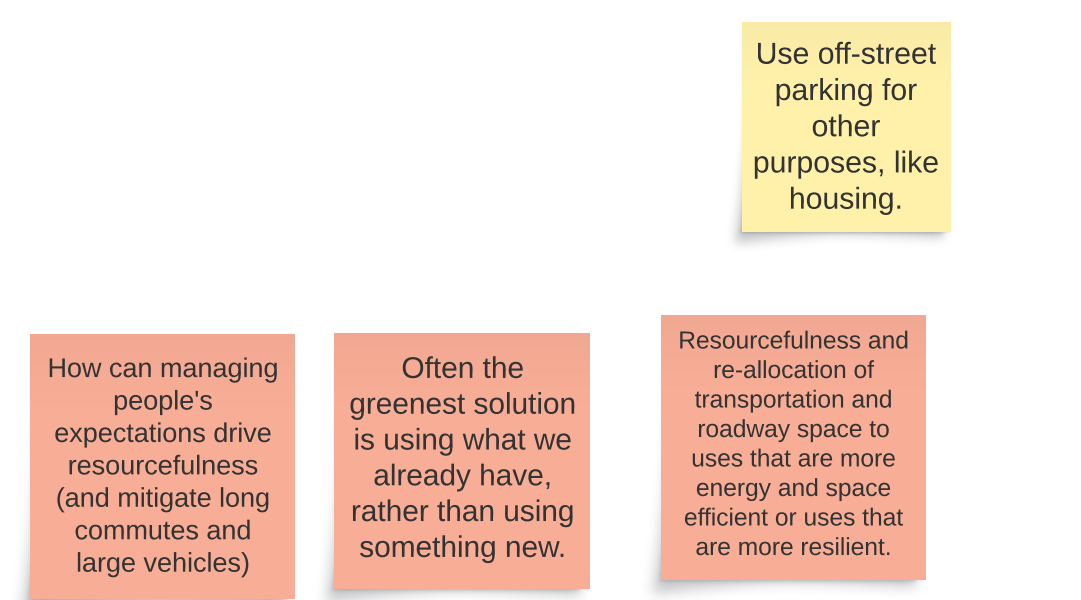 Use off-street
parking for
other
purposes, like
housing.
How can managing
people's
expectations drive
resourcefulness
(and mitigate long
commutes and
large vehicles)
Often the
greenest solution
is using what we
already have,
rather than using
something new.
Resourcefulness and
re-allocation of
transportation and
roadway space to
uses that are more
energy and space
efficient or uses that
are more resilient.